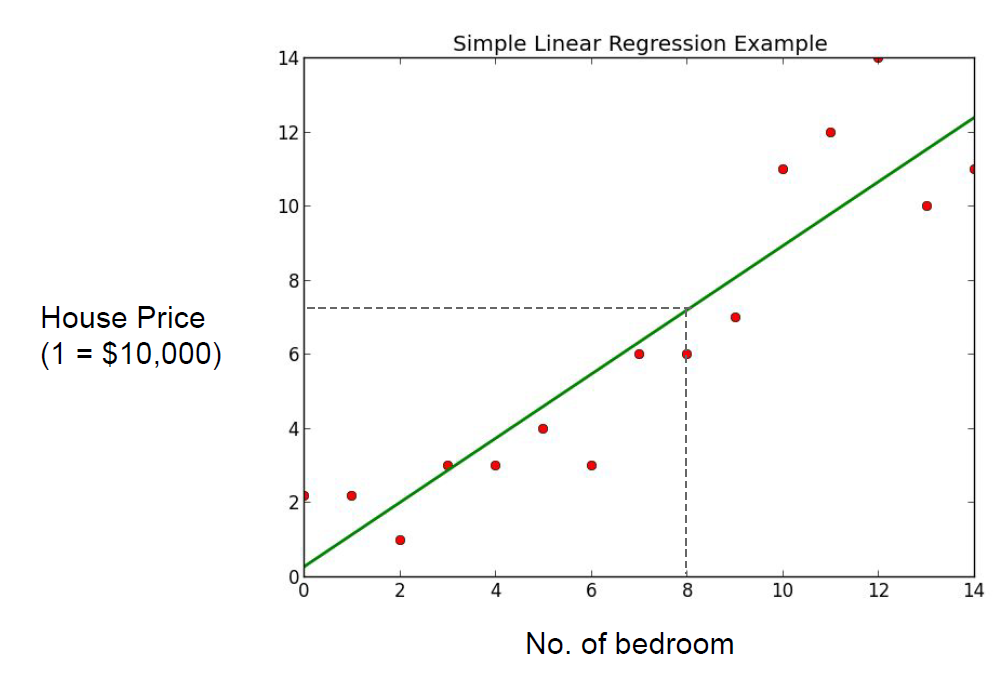 Simple Linear Regression Example
14
12
10
8
6
4
2
0
House Price
(1 = $10,000)
0 2 4 6 8 10 12 14
No. of bedroom